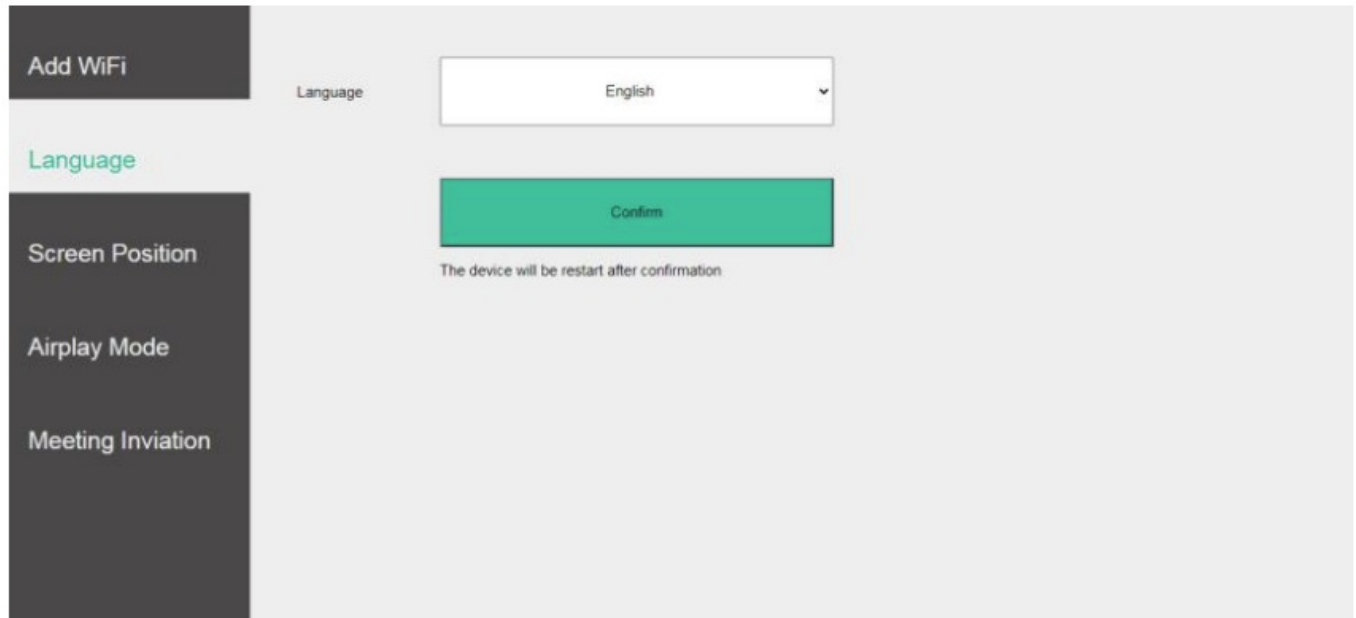 Add WiFi
Language
Screen Position
Airplay Mode
Meeting Inviation
Language
English
Confirm
The device will be restart after confirmation